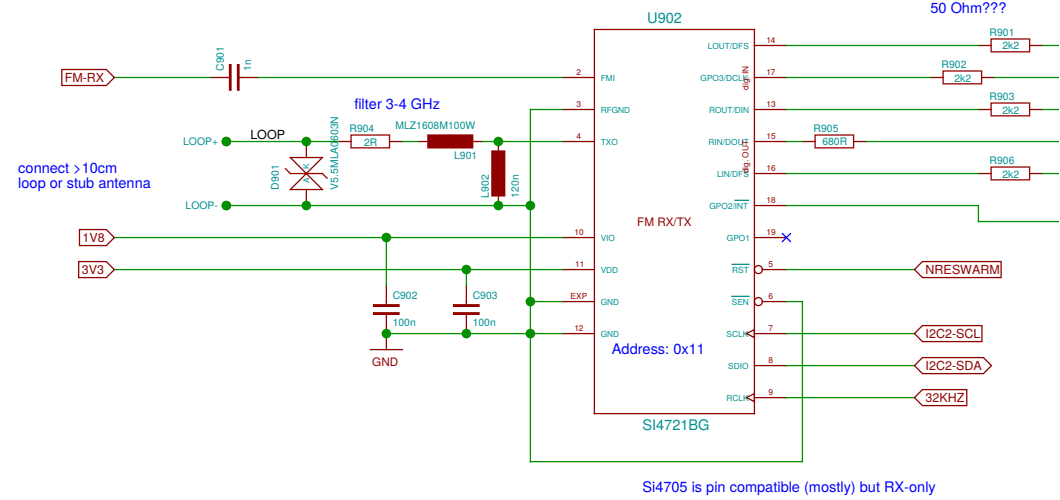 50 Ohm???
U902
C901
1n
FM-RX
2
FMI
LOUT/DFS
14
R901
2k2
GPO3/DCLK
17
dig_IN
R902
2k2
3
RFGND
ROUT/DIN
13
R903
2k2
filter 3-4 GHz
MLZ1608M100W
LOOP+
LOOP
R904
2R
L901
4
TXO
RIN/DOUT
15
dig_OUT
R905
680R
connect >10cm
loop or stub antenna
D901
A
K
V5.5MLA0603N
L902
120n
LIN/DFS
16
R906
2k2
LOOP-
GPO2/INT
18
FM RX/TX
1V8
10
VIO
GPO1
19
3V3
11
VDD
RST
5
NRESWARM
C902
100n
C903
100n
EXP
GND
SEN
6
12
GND
SCLK
7
I2C2-SCL
GND
Address: 0x11
SDIO
8
I2C2-SDA
RCLK
9
32KHZ
SI4721BG
Si4705 is pin compatible (mostly) but RX-only